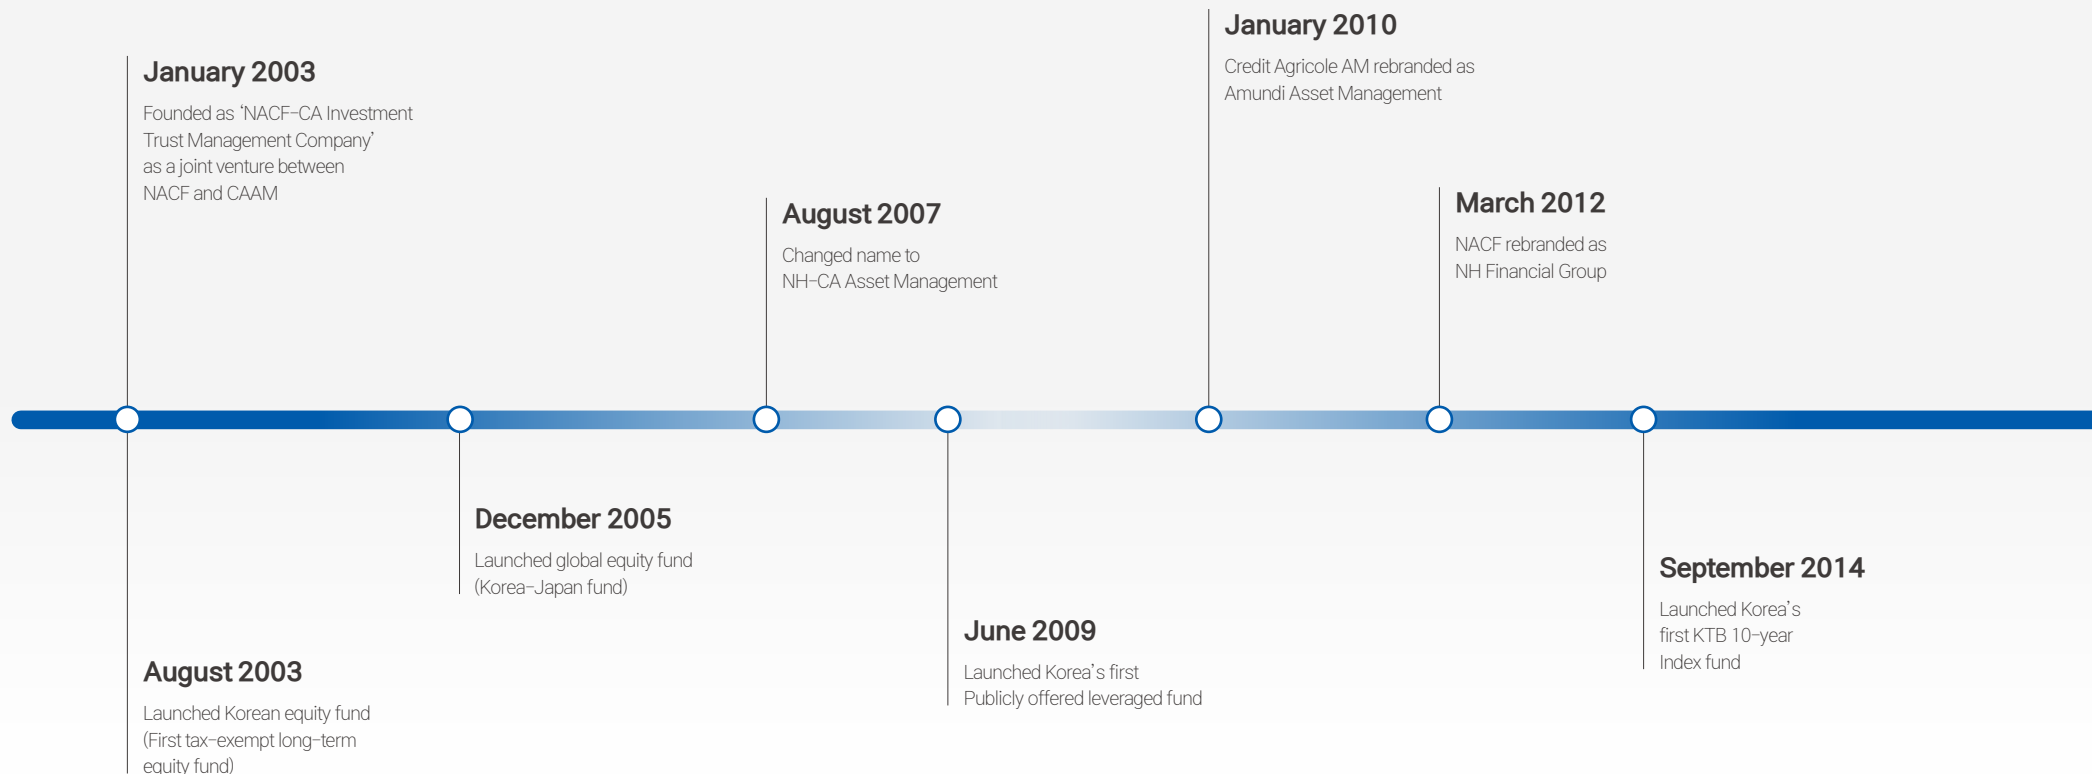 January 2003
Founded as ‘NACF-CA Investment
Trust Management Company’
as a joint venture between
NACF and CAAM
August 2003
Launched Korean equity fund
(First tax-exempt long-term
equity fund)
December 2005
Launched global equity fund
(Korea-Japan fund)
August 2007
Changed name to
NH-CA Asset Management
June 2009
Launched Korea’s first
Publicly offered leveraged fund
January 2010
Credit Agricole AM rebranded as
Amundi Asset Management
March 2012
NACF rebranded as
NH Financial Group
September 2014
Launched Korea’s
first KTB 10-year
Index fund